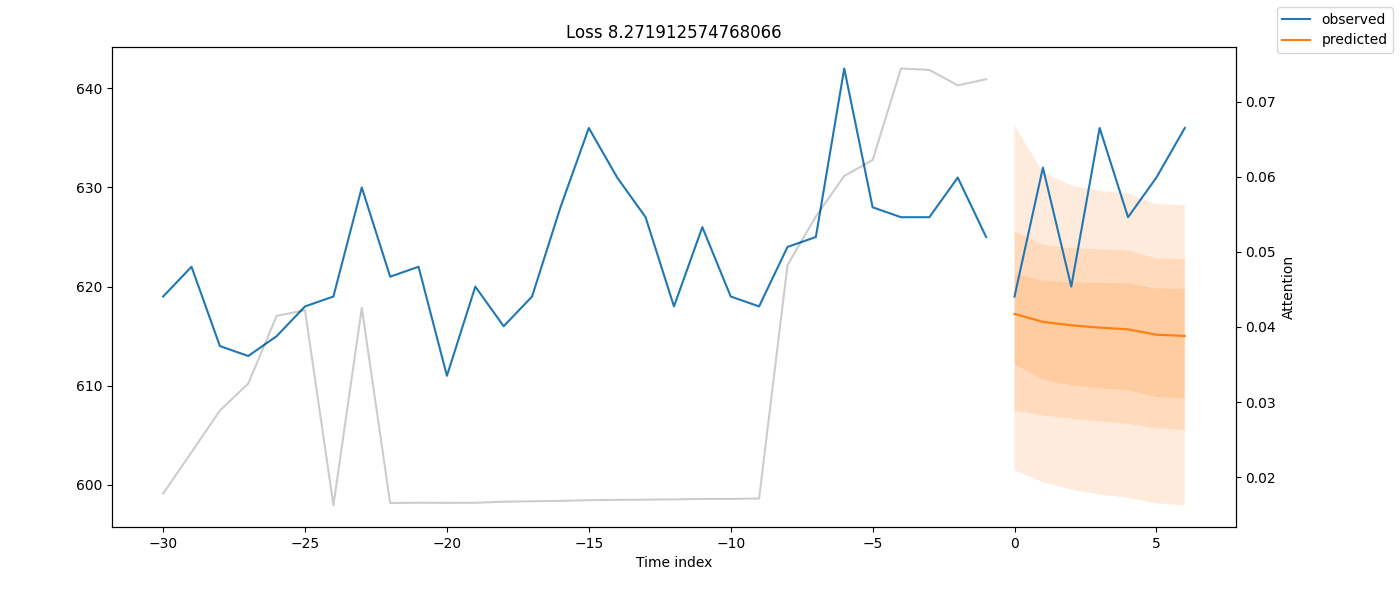 Loss 8.271912574768066
observed
predicted
640
630
620
610
600
0.07
0.06
0.05
0.04
0.03
0.02
Attention
−30 −25 −20 −15 −10 −5 0 5
Time index